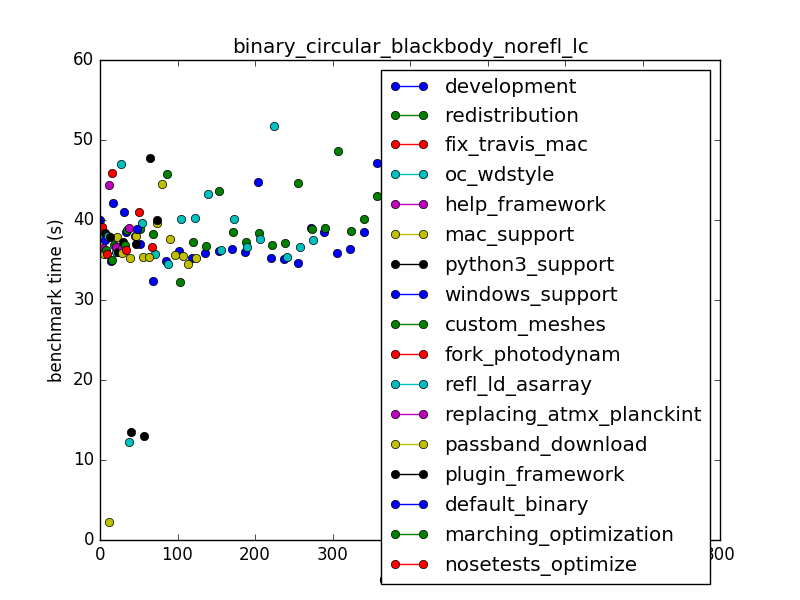 binary_circular_blackbody_norefl_lc
60
50
40
30
20
10
0
benchmark time (s)
0 100 200 300
development
redistribution
fix_travis_mac
oc_wdstyle
help_framework
mac_support
python3_support
windows_support
custom_meshes
fork_photodynam
refl_ld_asarray
replacing_atmx_planckint
passband_download
plugin_framework
default_binary
marching_optimization
nosetests_optimize